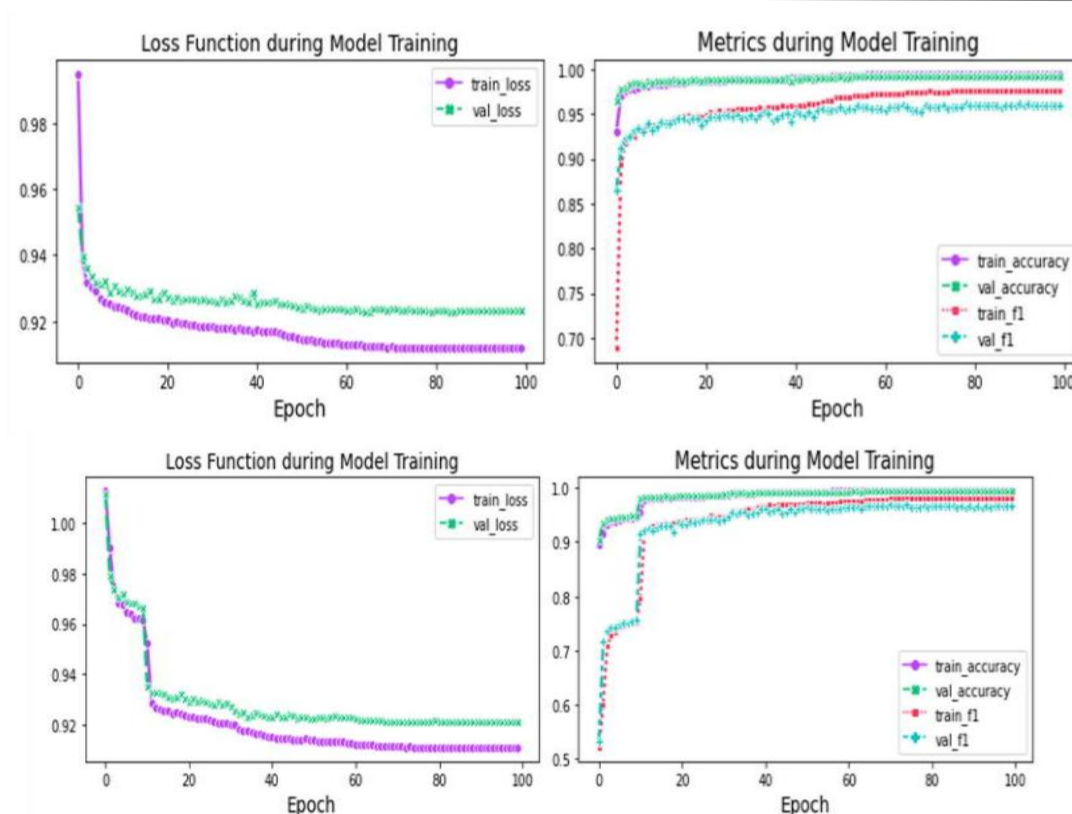 Loss Function during Model Training
train_loss
val_loss
0.98
0.96
0.94
0.92
0 20 40 60 80 100
Epoch
Metrics during Model Training
1.00
0.95
0.90
0.85
0.80
0.75
0.70
train_accuracy
val_accuracy
train_f1
val_f1
0 20 40 60 80 100
Epoch
Loss Function during Model Training
train_loss
val_loss
1.00
0.98
0.96
0.94
0.92
0 20 40 60 80 100
Epoch
Metrics during Model Training
1.0
0.9
0.8
0.7
0.6
0.5
train_accuracy
val_accuracy
train_f1
val_f1
0 20 40 60 80 100
Epoch